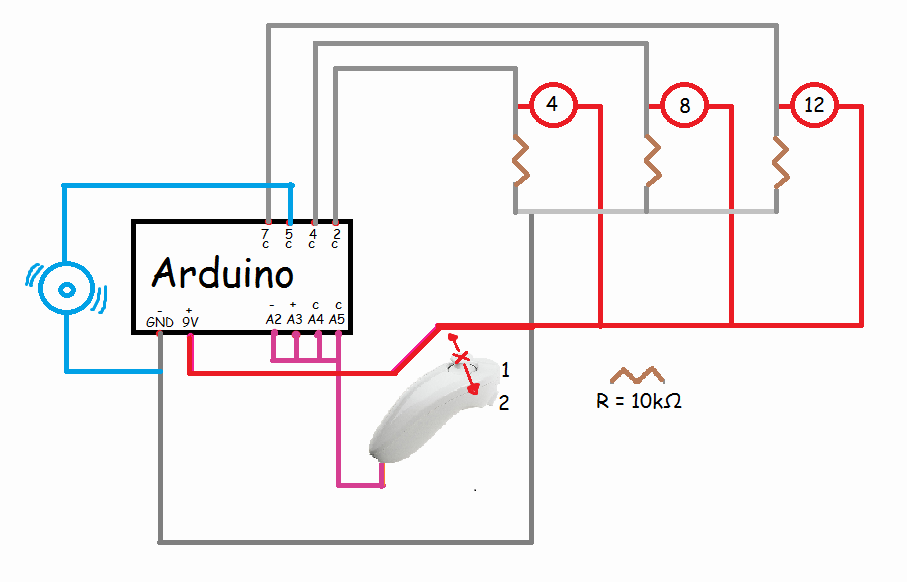 4
8
12
7 5 4 2
c c c c
Arduino
- + - + c c
GND 9V A2 A3 A4 A5
1
2
R = 10kΩ